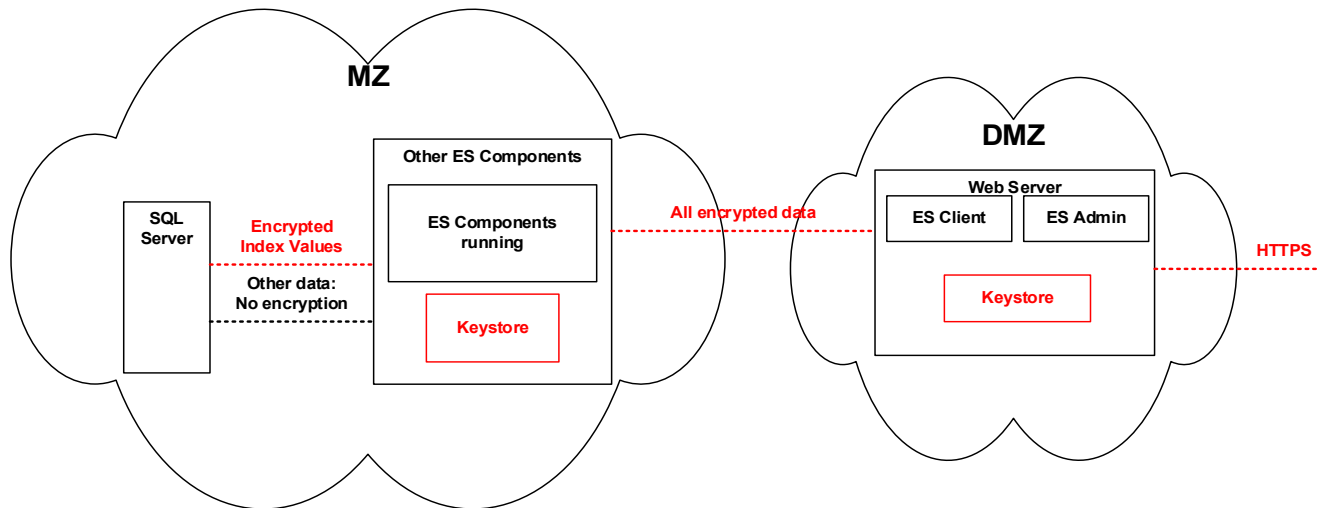 MZ
SQL
Server
Encrypted
Index Values
Other data:
No encryption
Other ES Components
ES Components
running
Keystore
All encrypted data
DMZ
Web Server
ES Client
ES Admin
Keystore
HTTPS